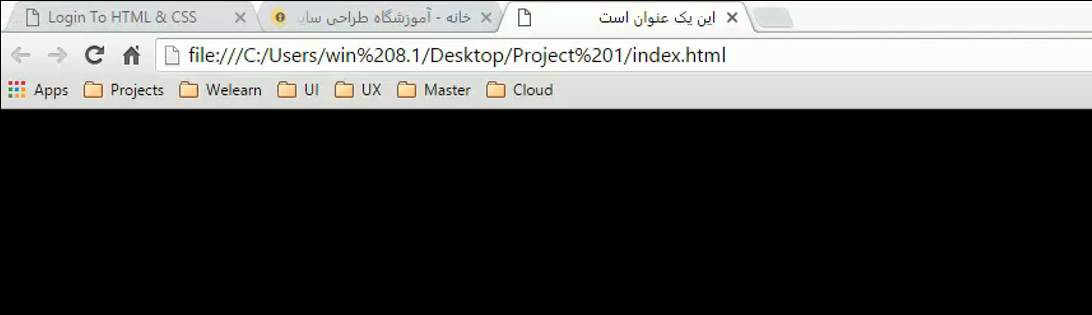 Login To HTML & CSS
خانه - آموزشگاه طراحی سای
این یک عنوان است
file:///C:/Users/win%208.1/Desktop/Project%201/index.html
Apps Projects Welearn UI UX Master Cloud